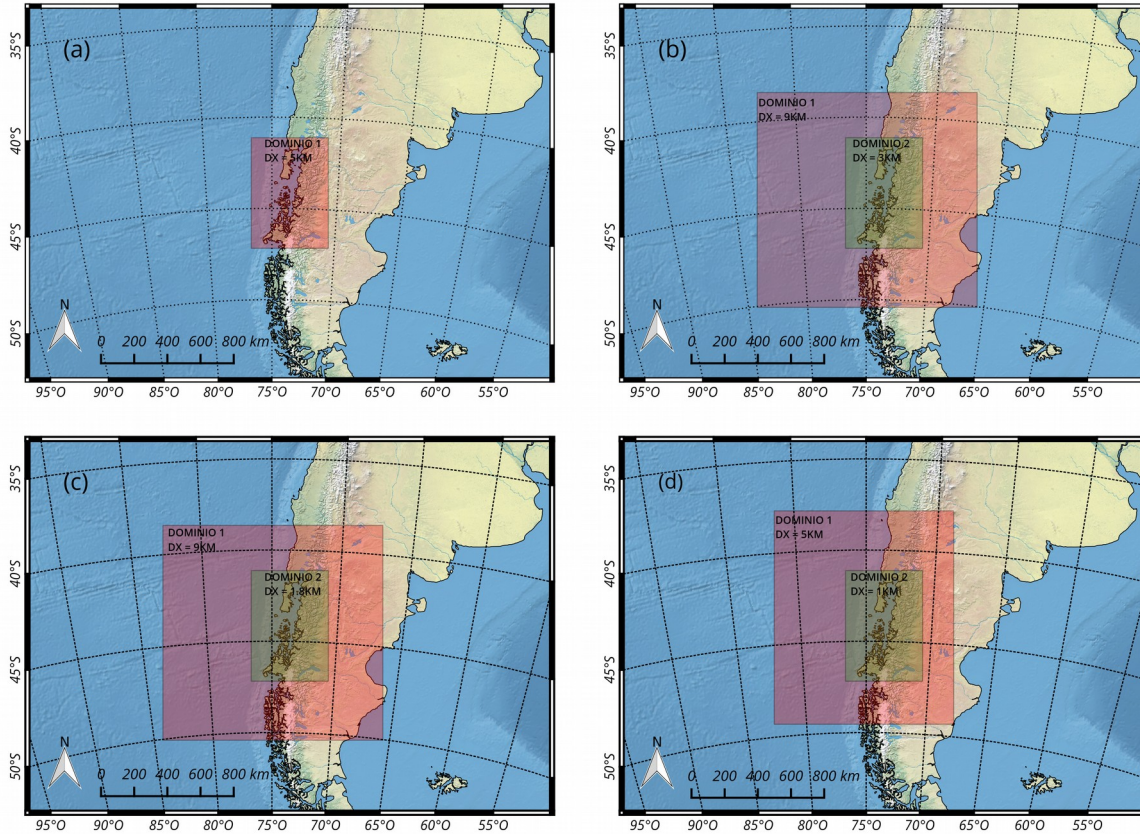 (a)
DOMINIO 1
DX = 5KM
35°S
40°S
45°S
50°S
N
0 200 400 600 800 km
95°O 90°O 85°O 80°O 75°O 70°O 65°O 60°O 55°O
(b)
DOMINIO 1
DX = 9KM
DOMINIO 2
DX = 3KM
35°S
40°S
45°S
50°S
N
0 200 400 600 800 km
95°O 90°O 85°O 80°O 75°O 70°O 65°O 60°O 55°O
(c)
DOMINIO 1
DX = 9KM
DOMINIO 2
DX = 1.8KM
35°S
40°S
45°S
50°S
N
0 200 400 600 800 km
95°O 90°O 85°O 80°O 75°O 70°O 65°O 60°O 55°O
(d)
DOMINIO 1
DX = 5KM
DOMINIO 2
DX = 1KM
35°S
40°S
45°S
50°S
N
0 200 400 600 800 km
95°O 90°O 85°O 80°O 75°O 70°O 65°O 60°O 55°O